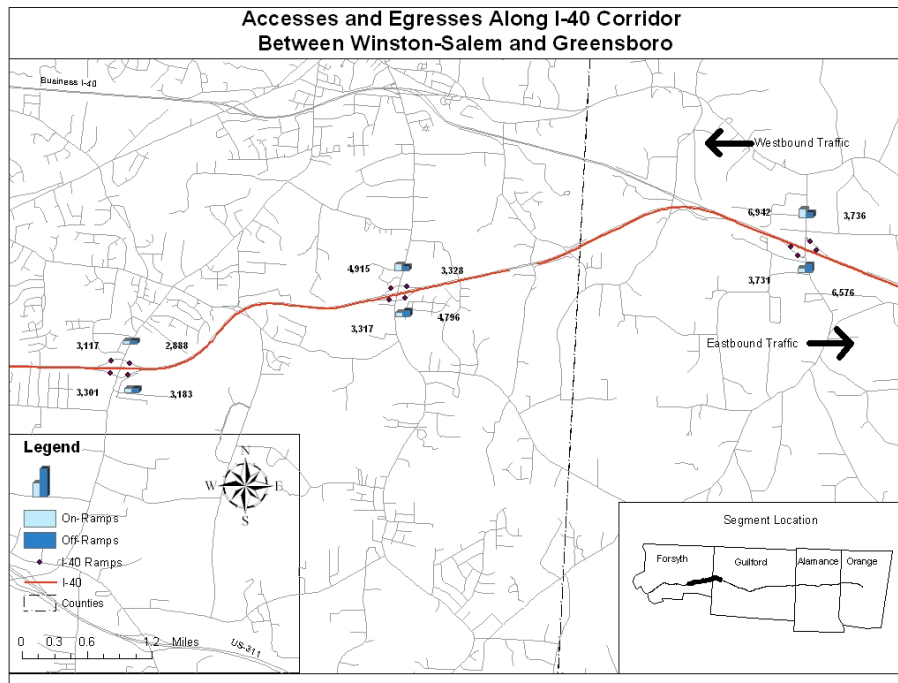 Accesses and Egresses Along I-40 Corridor
Between Winston-Salem and Greensboro
Business I-40
Westbound Traffic
6,942
3,736
4,915
3,328
3,731
6,576
3,317
4,796
3,117
2,888
Eastbound Traffic
3,301
3,183
Legend
On-Ramps
Off-Ramps
I-40 Ramps
I-40
Counties
0 0.3 0.6 1.2 Miles
US-311
N
W E
S
Segment Location
Forsyth
Guilford
Alamance
Orange